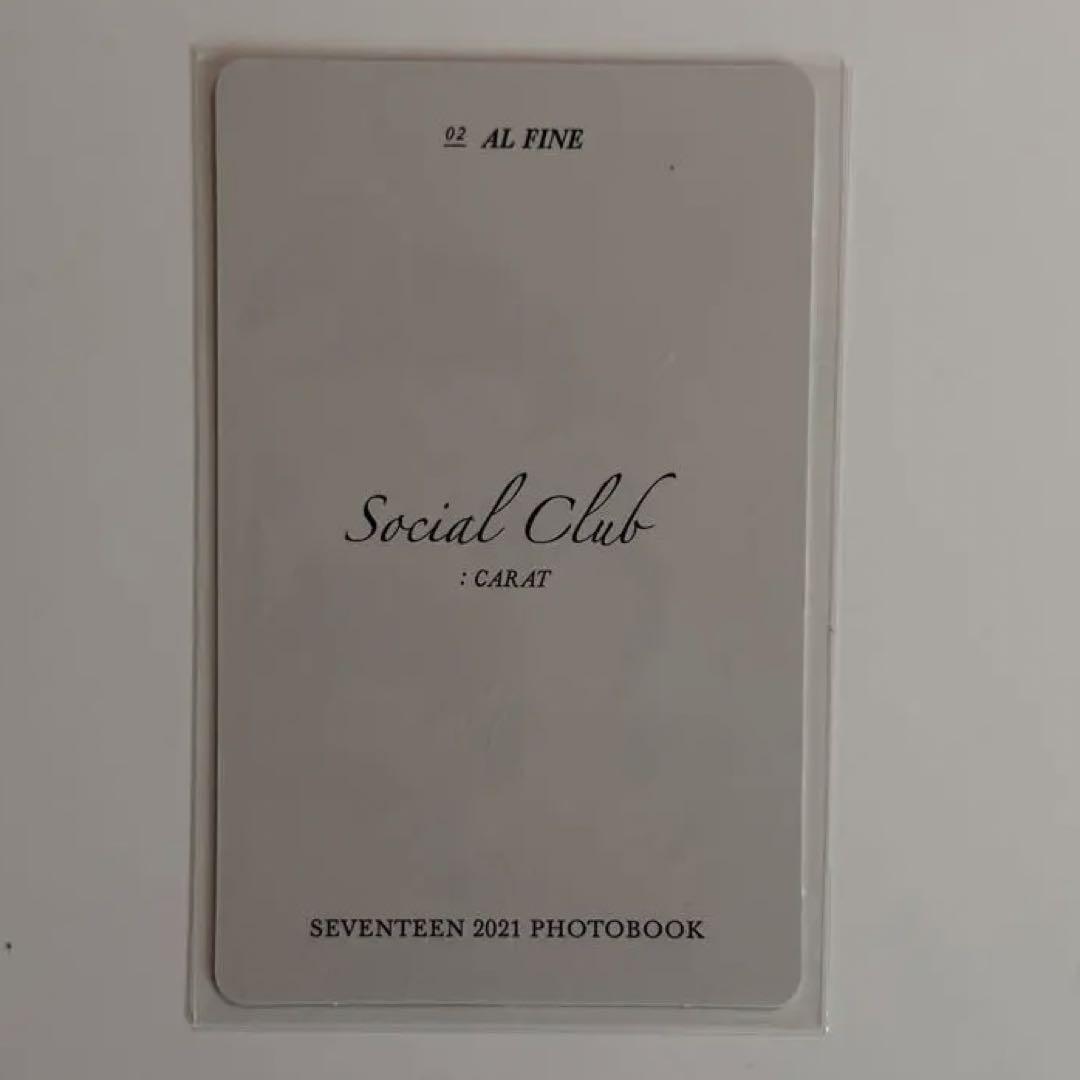 02 AL FINE
Social Club
: CARAT
SEVENTEEN 2021 PHOTOBOOK